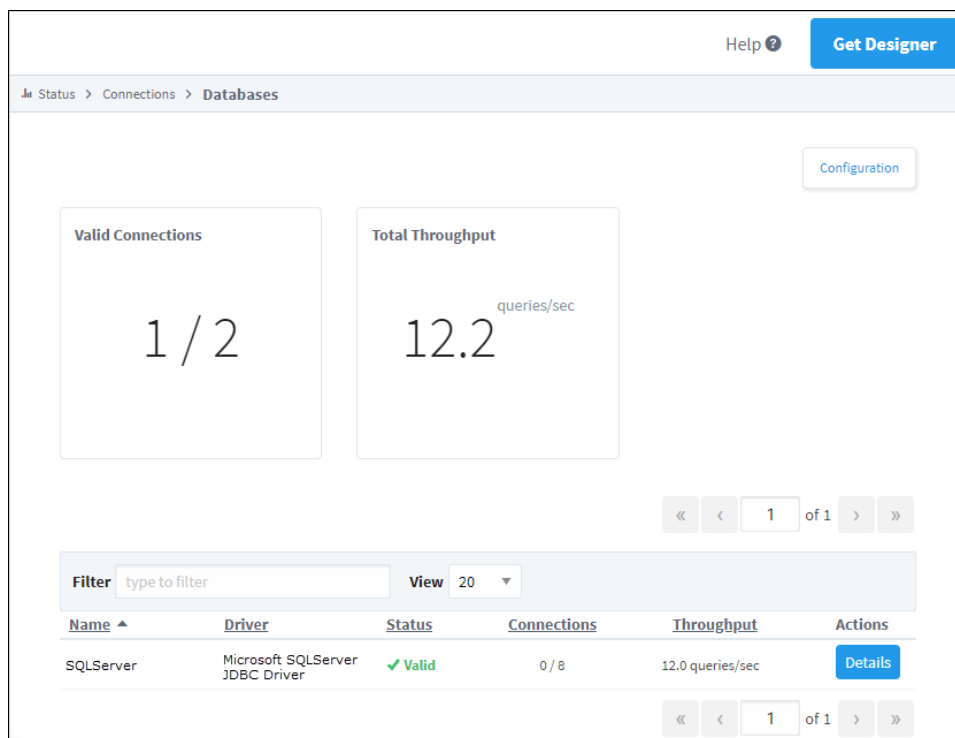 Help ?
Get Designer
Status > Connections > Databases
Configuration
Valid Connections
1 / 2
Total Throughput
12.2 queries/sec
« ‹ 1 of 1 › »
Filter type to filter View 20
Name Driver Status Connections Throughput Actions
SQLServer Microsoft SQLServer JDBC Driver Valid 0 / 8 12.0 queries/sec Details
« ‹ 1 of 1 › »